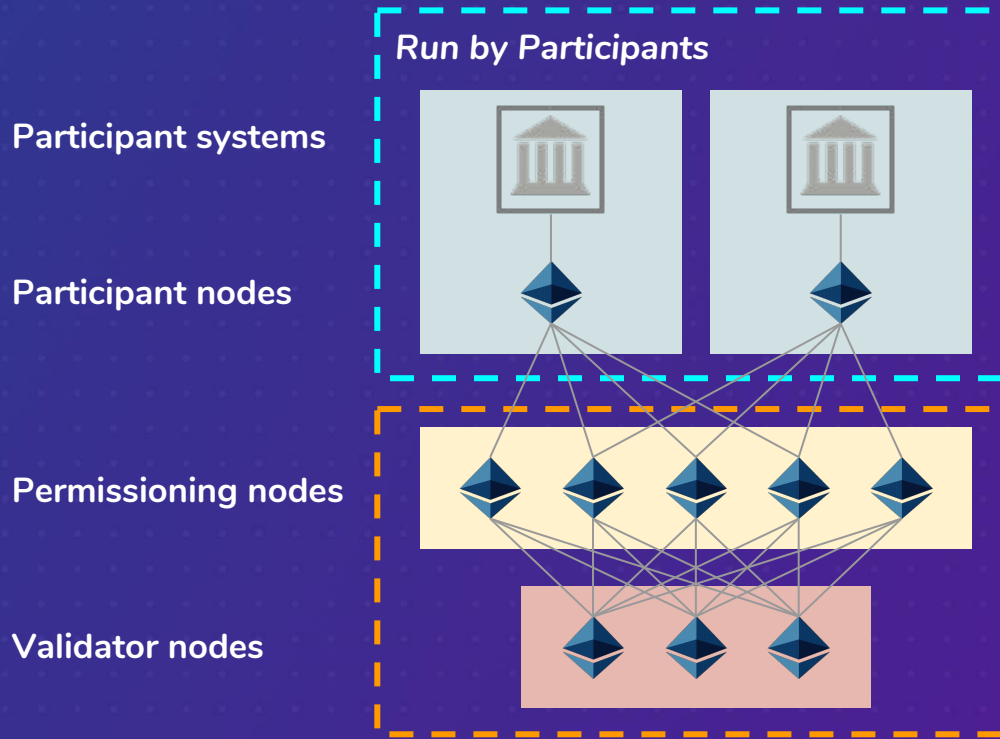 Run by Participants
Participant systems
Participant nodes
Permissioning nodes
Validator nodes